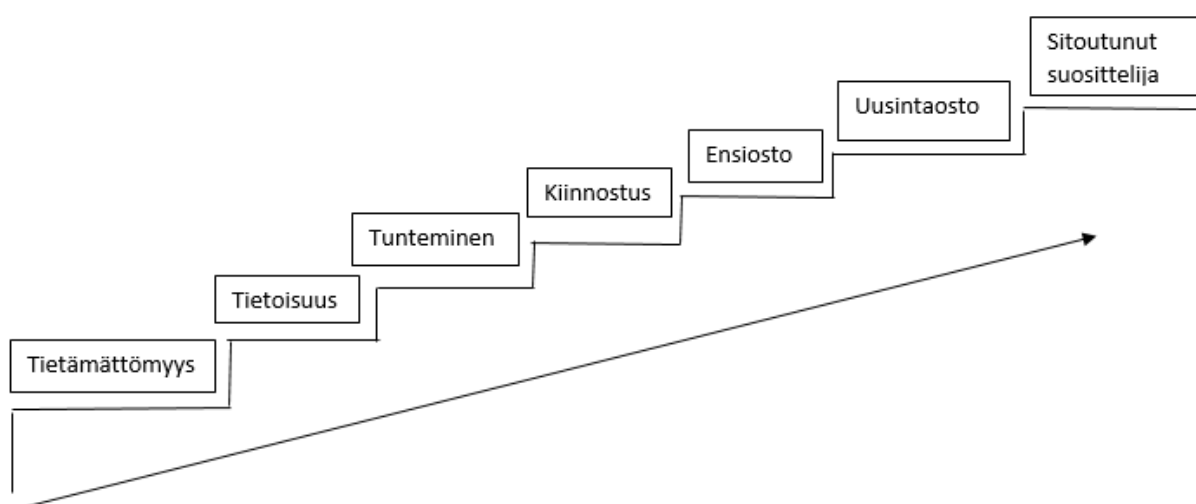 Sitoutunut
suosittelija
Uusintaosto
Ensiosto
Kiinnostus
Tunteminen
Tietoisuus
Tietämättömyys